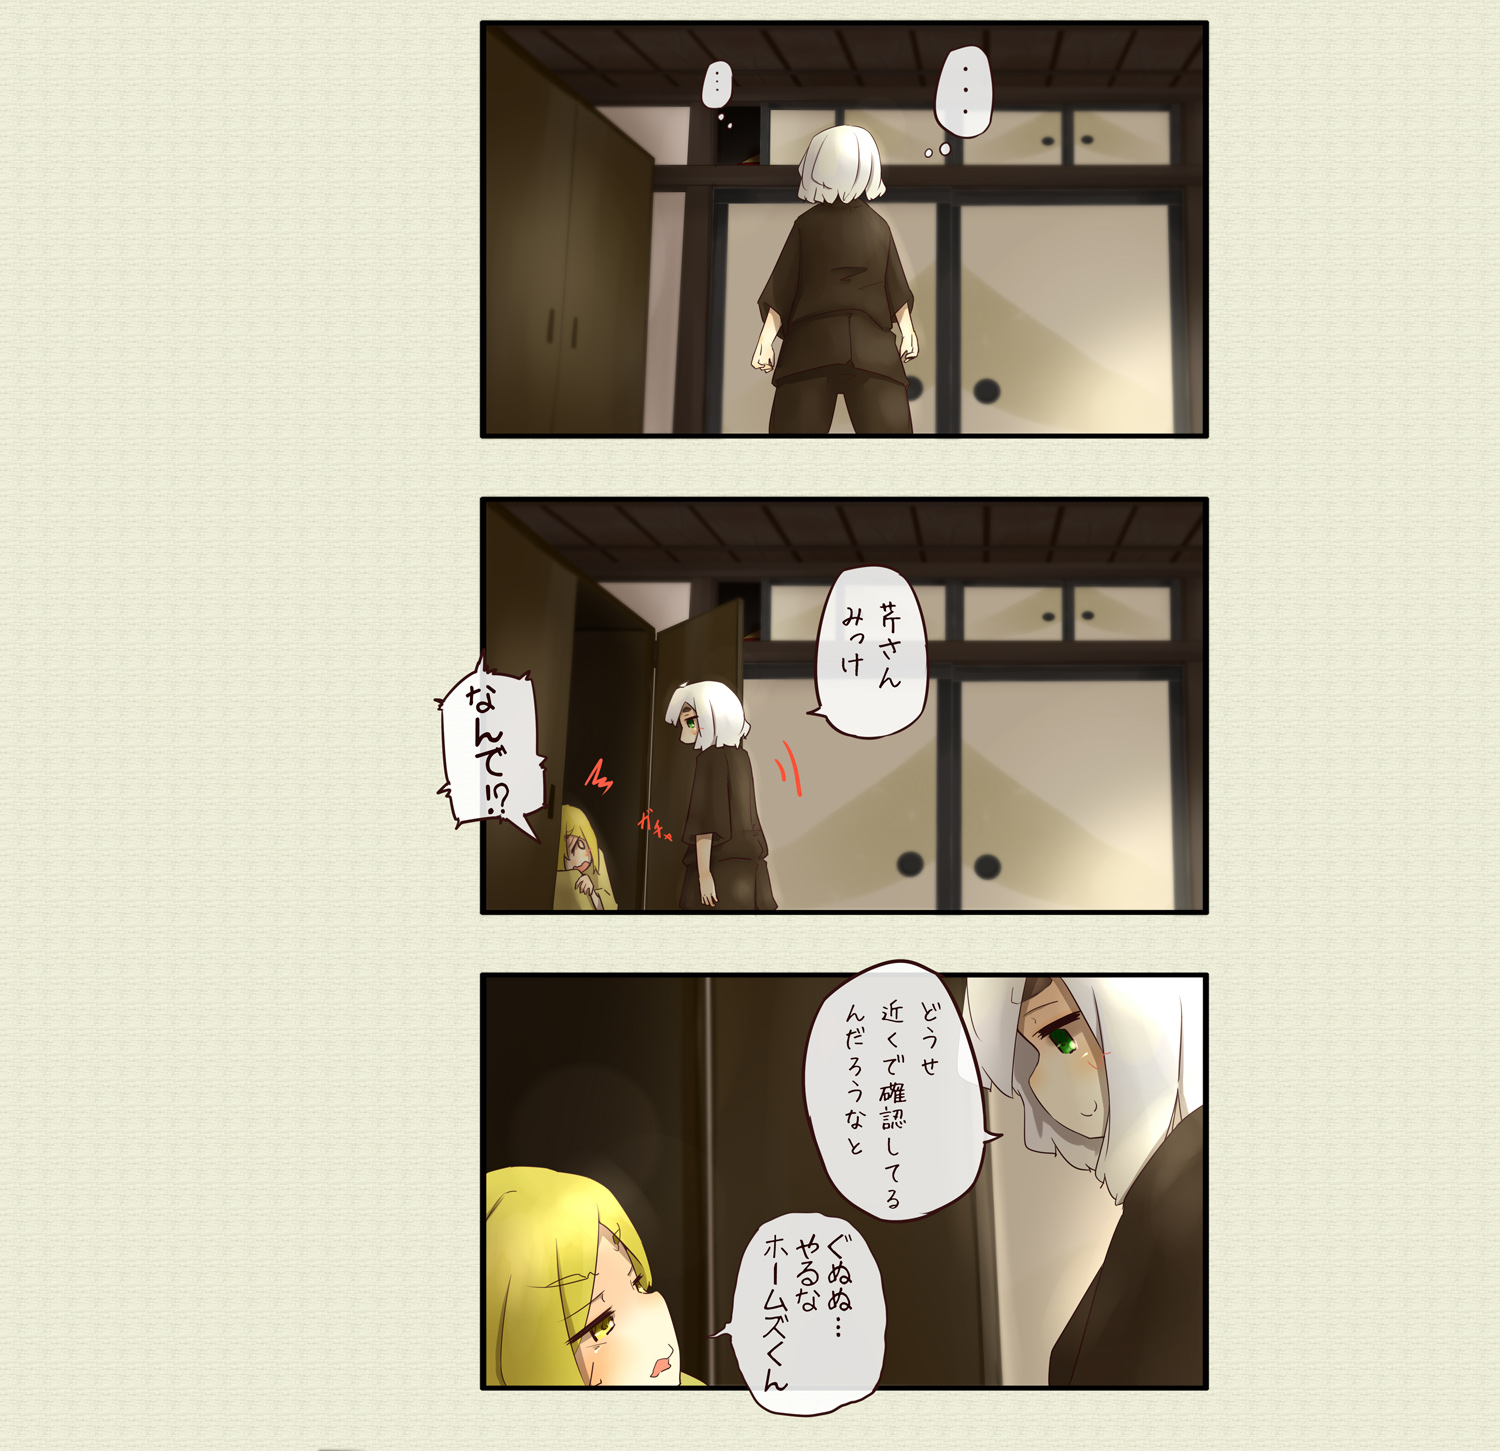 ・・・
・・・
芹さん
みっけ
なんで!?
ガチャ
どうせ
近くで確認してる
んだろうなと
ぐぬぬ…
やるな
ホームズくん